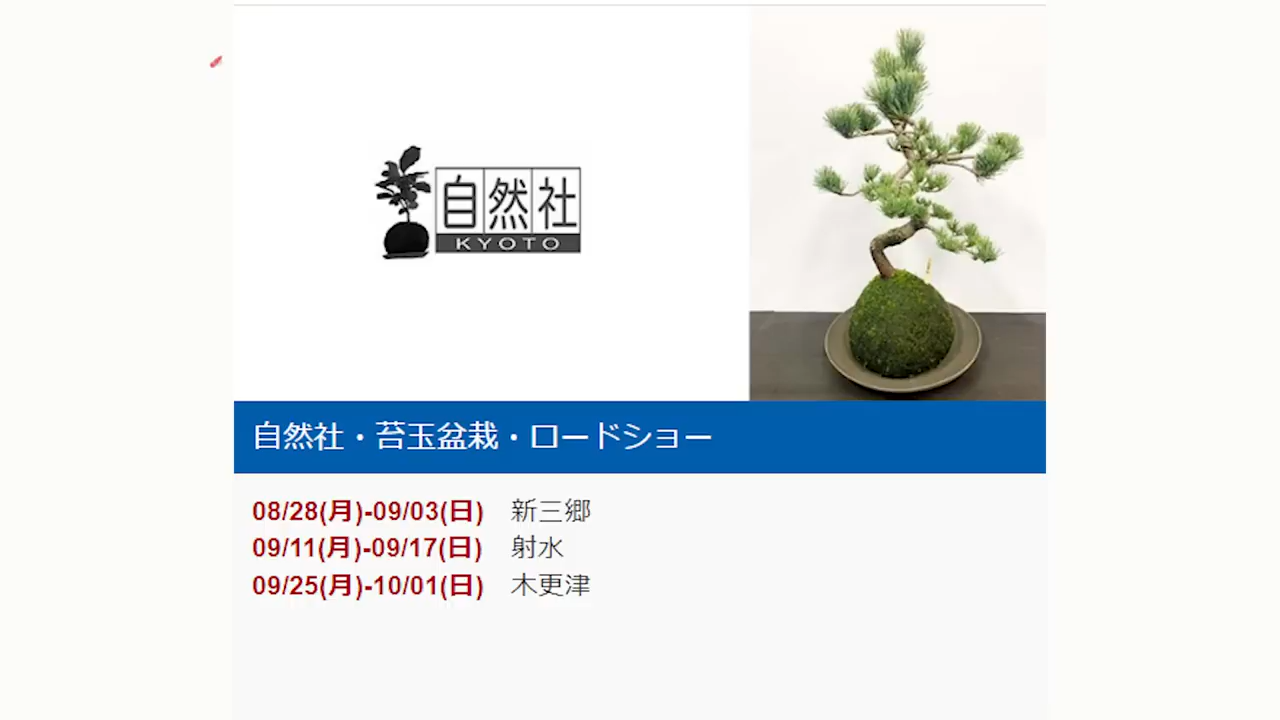 自然社
KYOTO
自然社・苔玉盆栽・ロードショー
08/28(月)-09/03(日) 新三郷
09/11(月)-09/17(日) 射水
09/25(月)-10/01(日) 木更津